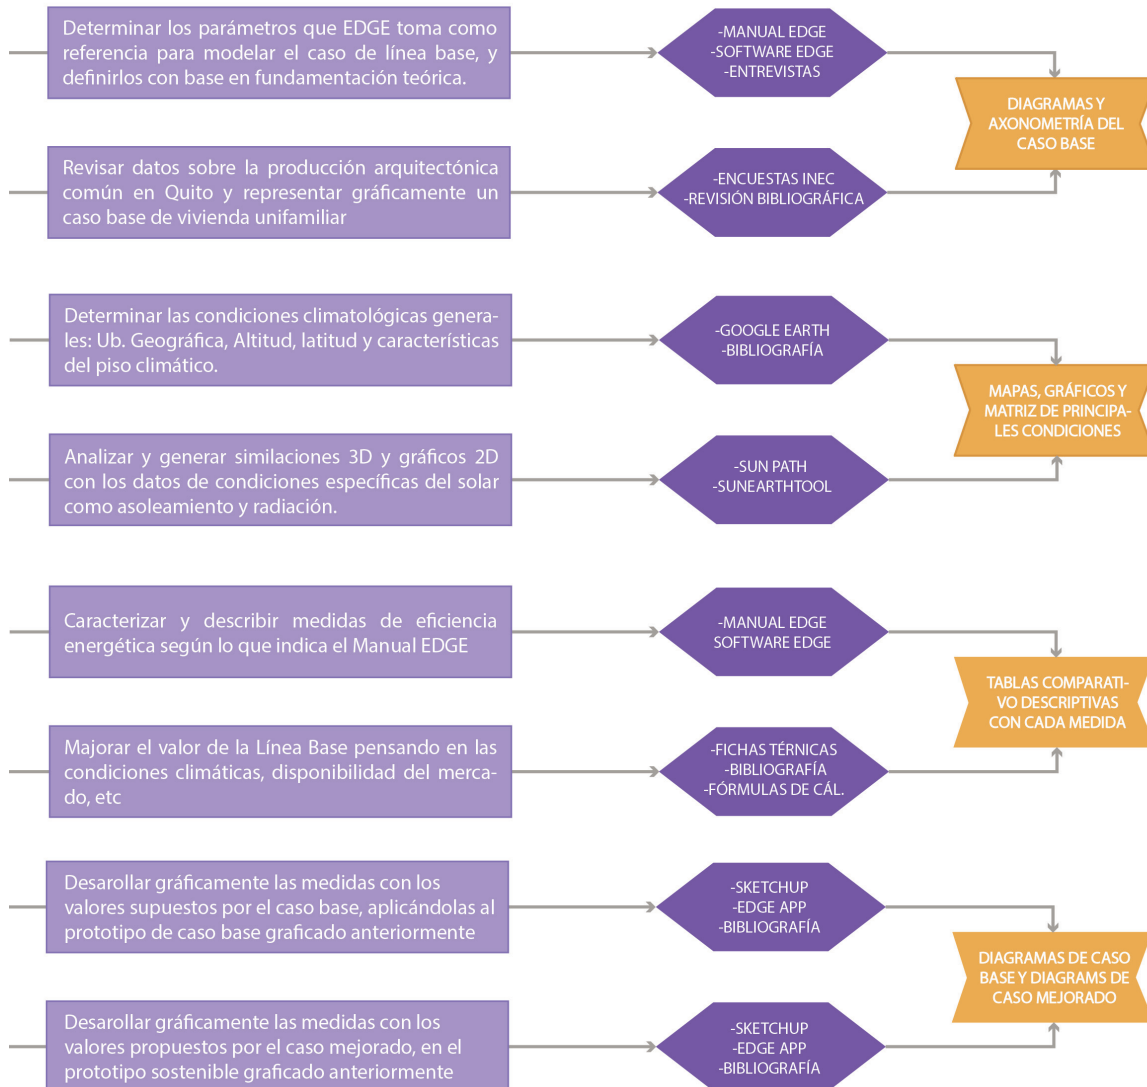 Determinar los parámetros que EDGE toma como
referencia para modelar el caso de línea base, y
definirlos con base en fundamentación teórica.
-MANUAL EDGE
-SOFTWARE EDGE
-ENTREVISTAS
DIAGRAMAS Y
AXONOMETRÍA DEL
CASO BASE
Revisar datos sobre la producción arquitectónica
común en Quito y representar gráficamente un
caso base de vivienda unifamiliar
-ENCUESTAS INEC
-REVISIÓN BIBLIOGRÁFICA
Determinar las condiciones climatológicas genera-
les: Ub. Geográfica, Altitud, latitud y características
del piso climático.
-GOOGLE EARTH
-BIBLIOGRAFÍA
MAPAS, GRÁFICOS Y
MATRIZ DE PRINCIPA-
LES CONDICIONES
Analizar y generar similaciones 3D y gráficos 2D
con los datos de condiciones específicas del solar
como asoleamiento y radiación.
-SUN PATH
-SUNEARTHTOOL
Caracterizar y describir medidas de eficiencia
energética según lo que indica el Manual EDGE
-MANUAL EDGE
SOFTWARE EDGE
TABLAS COMPARATI-
VO DESCRIPTIVAS
CON CADA MEDIDA
Majorar el valor de la Línea Base pensando en las
condiciones climáticas, disponibilidad del merca-
do, etc
-FICHAS TÉRNICAS
-BIBLIOGRAFÍA
-FÓRMULAS DE CÁL.
Desarollar gráficamente las medidas con los
valores supuestos por el caso base, aplicándolas al
prototipo de caso base graficado anteriormente
-SKETCHUP
-EDGE APP
-BIBLIOGRAFÍA
DIAGRAMAS DE CASO
BASE Y DIAGRAMS DE
CASO MEJORADO
Desarollar gráficamente las medidas con los
valores propuestos por el caso mejorado, en el
prototipo sostenible graficado anteriormente
-SKETCHUP
-EDGE APP
-BIBLIOGRAFÍA